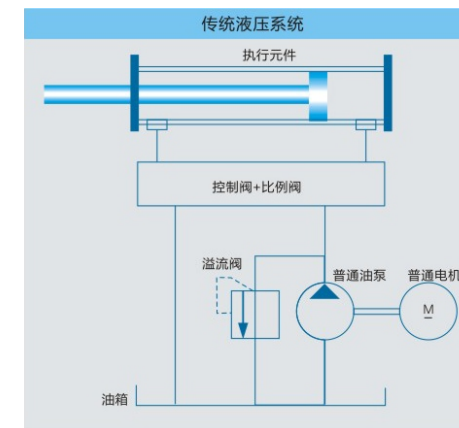 传统液压系统
执行元件
控制阀+比例阀
溢流阀
普通油泵
普通电机
M
油箱